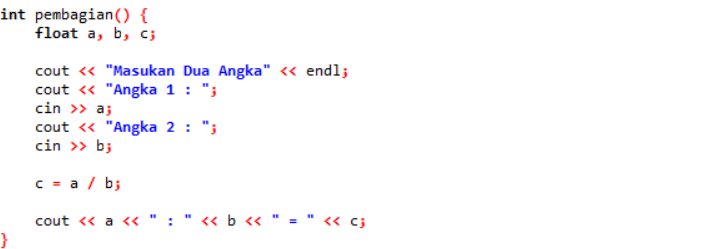 int pembagian() {
    float a, b, c;
    cout << "Masukan Dua Angka" << endl;
    cout << "Angka 1 : ";
    cin >> a;
    cout << "Angka 2 : ";
    cin >> b;
    c = a / b;
    cout << a << " : " << b << " = " << c;
}